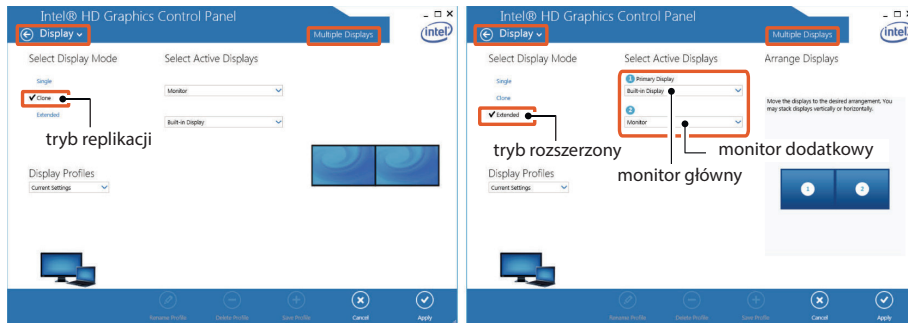 Intel® HD Graphics Control Panel
Display
Multiple Displays
intel
Select Display Mode
Select Active Displays
Single
Clone
Extended
Monitor
Built-in Display
tryb replikacji
Display Profiles
Current Settings
Rename Profile
Delete Profile
Save Profile
Cancel
Apply
Intel® HD Graphics Control Panel
Display
Multiple Displays
intel
Select Display Mode
Select Active Displays
Arrange Displays
Single
Clone
Extended
1 Primary Display
Built-in Display
2
Monitor
Move the displays to the desired arrangement. You
may stack displays vertically or horizontally.
tryb rozszerzony
monitor dodatkowy
monitor główny
Display Profiles
Current Settings
1
2
Rename Profile
Delete Profile
Save Profile
Cancel
Apply